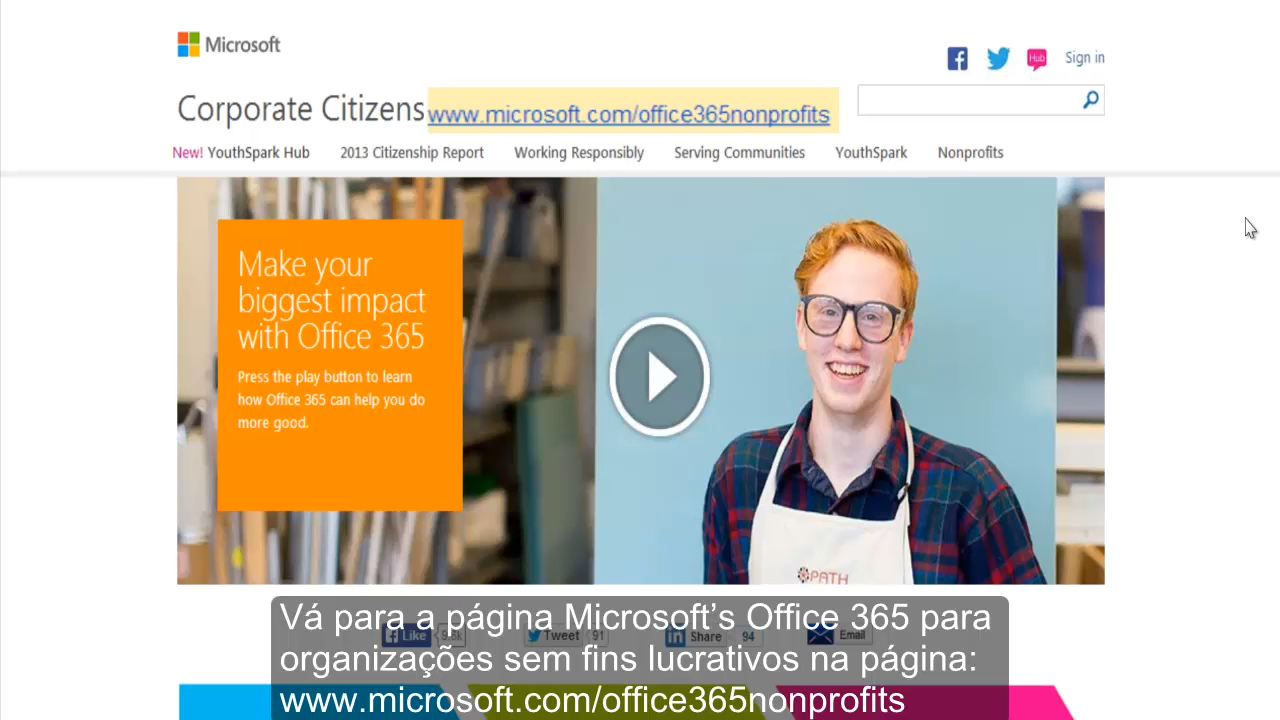 Microsoft
Hub
Sign in
Corporate Citizens
www.microsoft.com/office365nonprofits
New! YouthSpark Hub 2013 Citizenship Report Working Responsibly Serving Communities YouthSpark Nonprofits
Make your
biggest impact
with Office 365
Press the play button to learn
how Office 365 can help you do
more good.
PATH
Like Tweet 91 Share 94 Email
Vá para a página Microsoft’s Office 365 para
organizações sem fins lucrativos na página:
www.microsoft.com/office365nonprofits